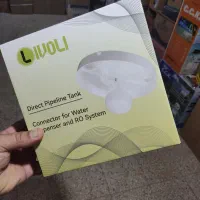 LIVOLI
Direct Pipeline Tank
Connector for Water
penser and RO System